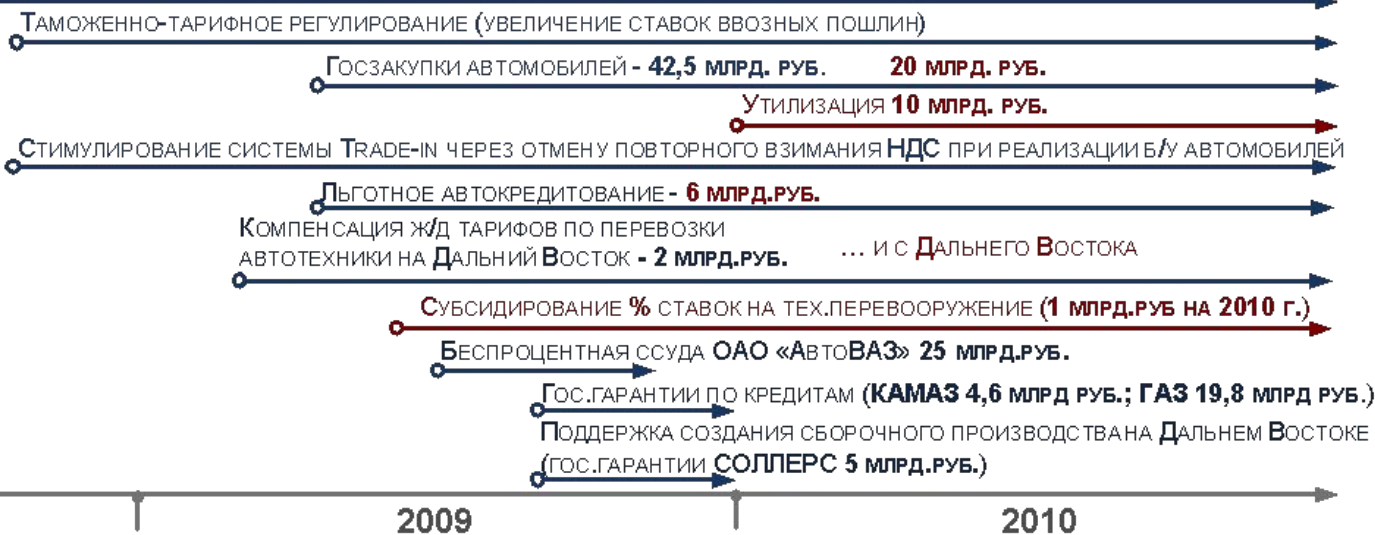 Таможенно-тарифное регулирование (увеличение ставок ввозных пошлин)
Госзакупки автомобилей - 42,5 млрд. руб. 20 млрд. руб.
Утилизация 10 млрд. руб.
Стимулирование системы Trade-in через отмену повторного взимания НДС при реализации б/у автомобилей
Льготное автокредитование - 6 млрд.руб.
Компенсация ж/д тарифов по перевозки
автотехники на Дальний Восток - 2 млрд.руб. ... и с Дальнего Востока
Субсидирование % ставок на тех.перевооружение (1 млрд.руб на 2010 г.)
Беспроцентная ссуда ОАО «АвтоВАЗ» 25 млрд.руб.
Гос.гарантии по кредитам (КАМАЗ 4,6 млрд руб.; ГАЗ 19,8 млрд руб.)
Поддержка создания сборочного производства на Дальнем Востоке
(гос.гарантии СОЛЛЕРС 5 млрд.руб.)
2009 2010